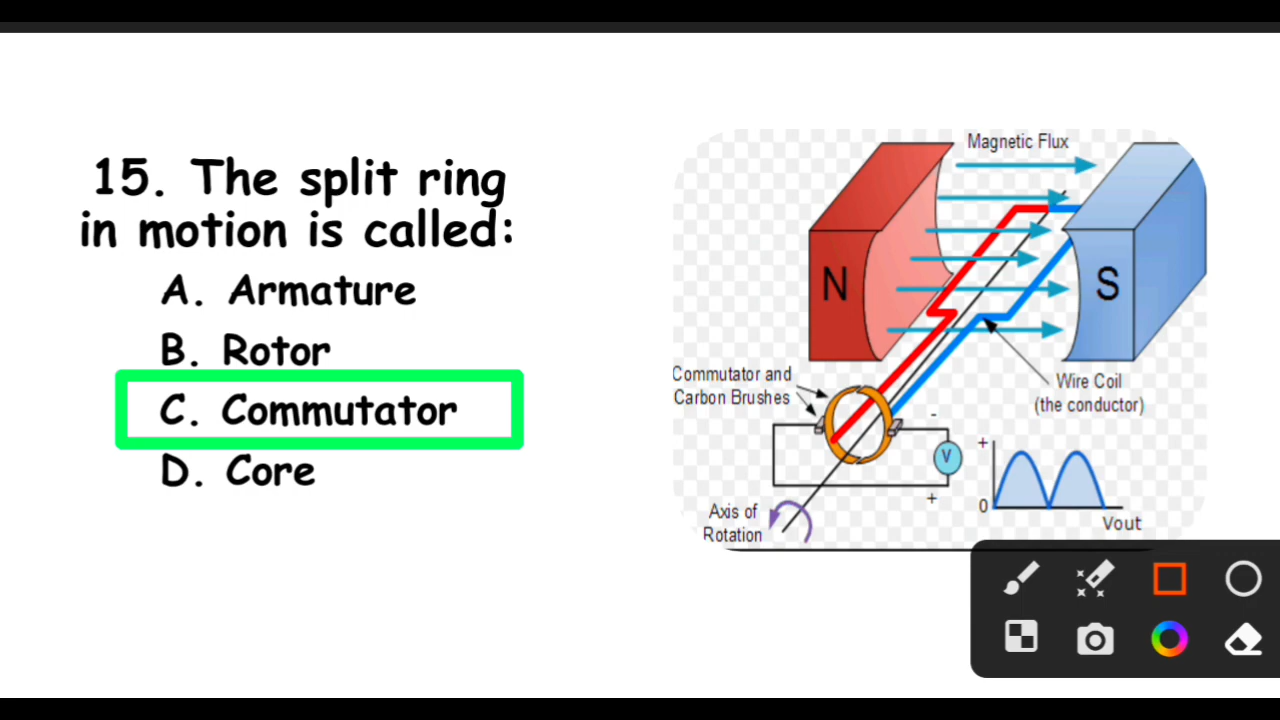 15. The split ring
in motion is called:
A. Armature
B. Rotor
C. Commutator
D. Core
Magnetic Flux
N
S
Commutator and
Carbon Brushes
Wire Coil
(the conductor)
-
V
+
+
0
Vout
Axis of
Rotation